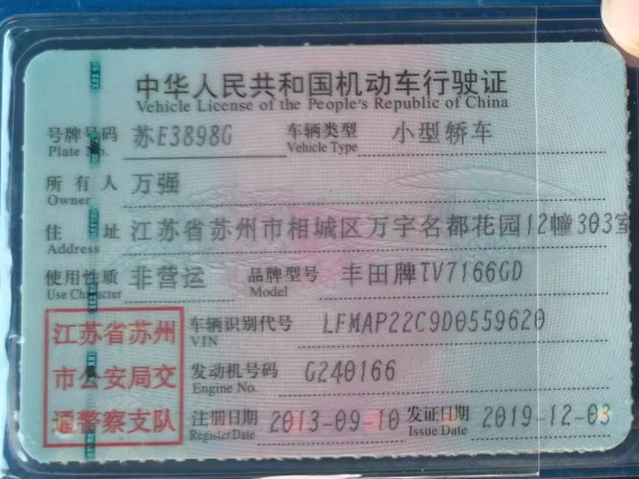 中华人民共和国机动车行驶证
Vehicle License of the People's Republic of China
号牌号码 苏E3898G 车辆类型 小型轿车
Plate No. Vehicle Type
所有人 万强
Owner
住址 江苏省苏州市相城区万宇名都花园12幢303室
Address
使用性质 非营运 品牌型号 丰田牌TV7166GD
Use Character Model
江苏省苏州 车辆识别代号 LFMAP22C9D0559620
VIN
市公安局交 发动机号码 G240166
Engine No.
通警察支队 注册日期 2013-09-10 发证日期 2019-12-03
Register Date Issue Date